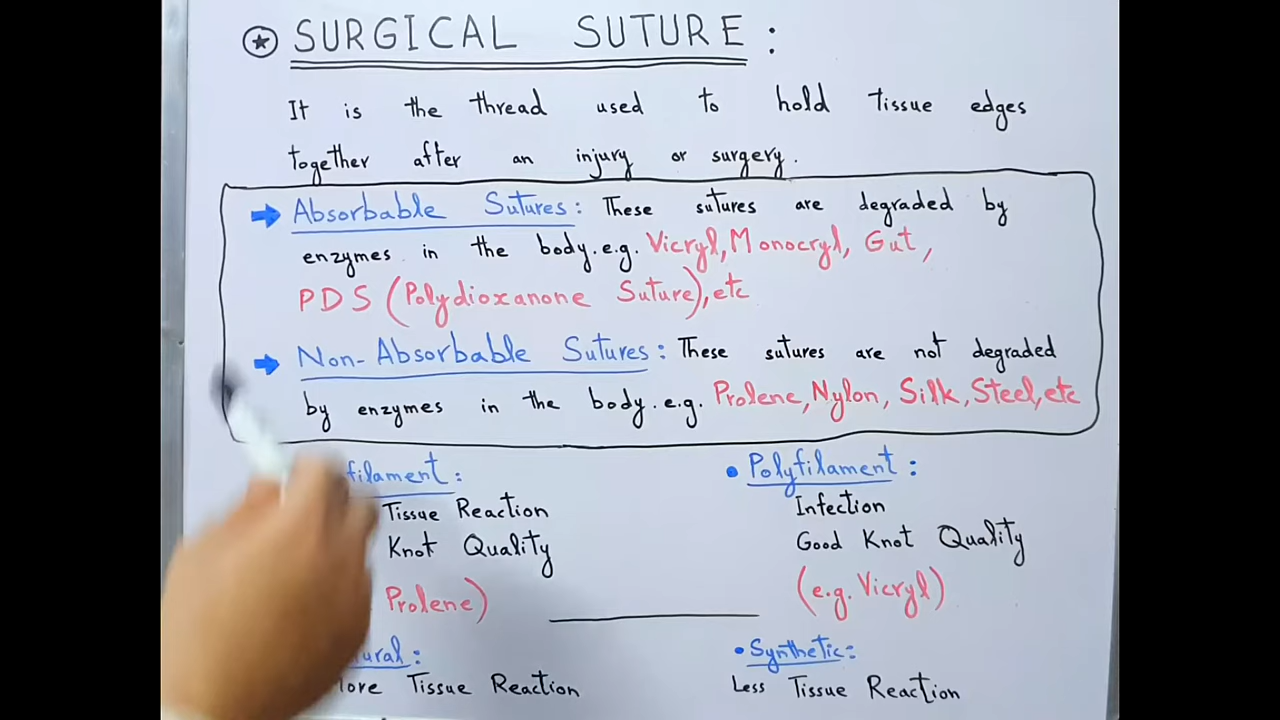 SURGICAL SUTURE :
It is the thread used to hold tissue edges
together after an injury or surgery.
Absorbable Sutures: These sutures are degraded by
enzymes in the body. e.g. Vicryl, Monocryl, Gut,
PDS (Polydioxanone Suture), etc
Non-Absorbable Sutures: These sutures are not degraded
by enzymes in the body. e.g. Prolene, Nylon, Silk, Steel, etc
filament:
Tissue Reaction
Knot Quality
Prolene)
• Polyfilament:
Infection
Good Knot Quality
(e.g. Vicryl)
ural:
More Tissue Reaction
• Synthetic:
Less Tissue Reaction